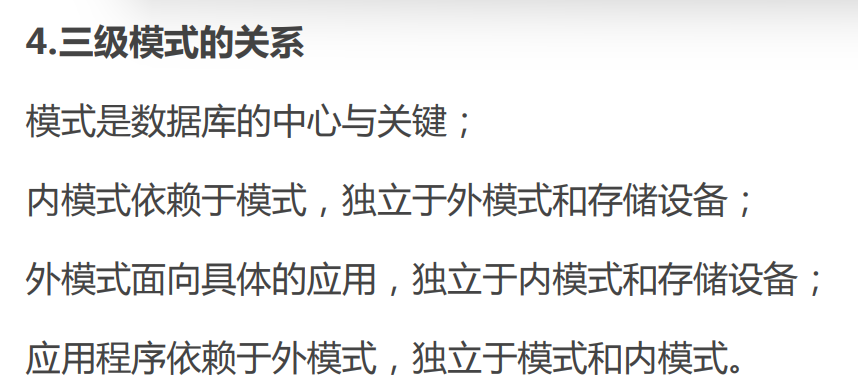 4.三级模式的关系
模式是数据库的中心与关键；
内模式依赖于模式，独立于外模式和存储设备；
外模式面向具体的应用，独立于内模式和存储设备；
应用程序依赖于外模式，独立于模式和内模式。